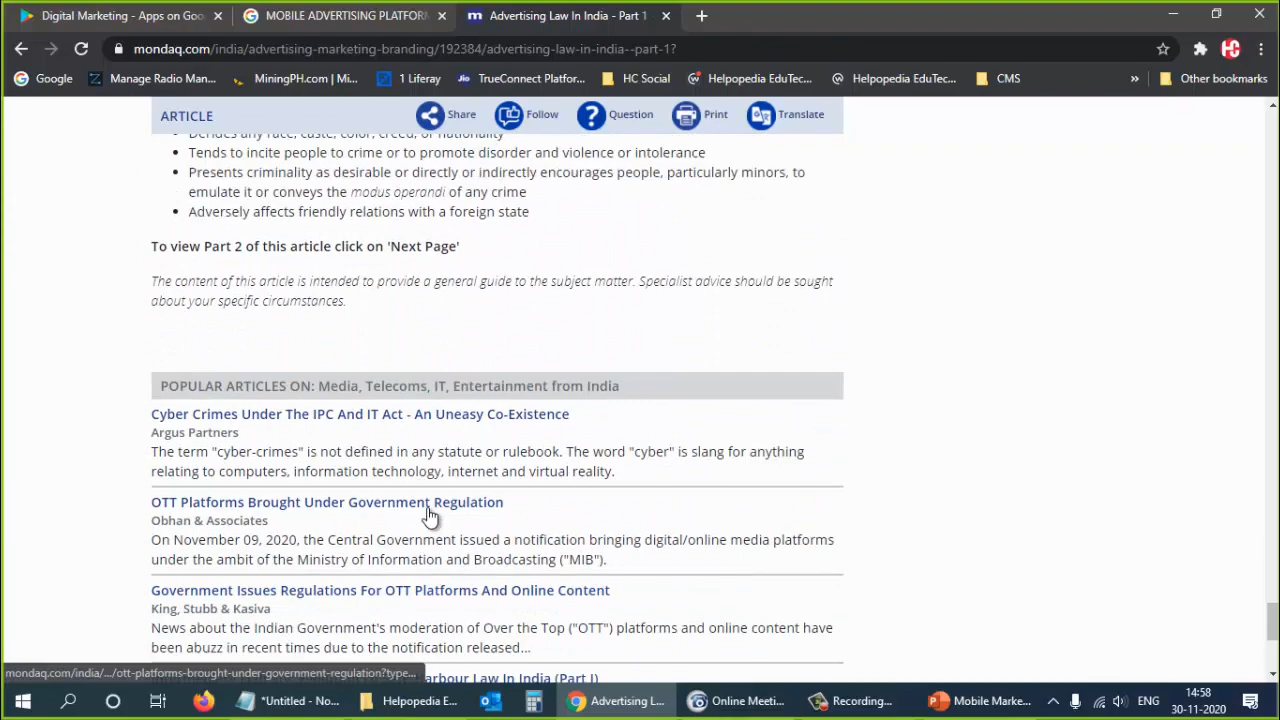 Digital Marketing - Apps on Goo
MOBILE ADVERTISING PLATFORM
Advertising Law In India - Part 1
mondaq.com/india/advertising-marketing-branding/192384/advertising-law-in-india--part-1?
Google
Manage Radio Man...
MiningPH.com | Mi...
1 Liferay
TrueConnect Platfor...
HC Social
Helpopedia EduTec...
Helpopedia EduTec...
CMS
»
Other bookmarks
ARTICLE
Share
Follow
Question
Print
Translate
• Derides any race, caste, color, creed, or nationality
• Tends to incite people to crime or to promote disorder and violence or intolerance
• Presents criminality as desirable or directly or indirectly encourages people, particularly minors, to
emulate it or conveys the modus operandi of any crime
• Adversely affects friendly relations with a foreign state
To view Part 2 of this article click on 'Next Page'
The content of this article is intended to provide a general guide to the subject matter. Specialist advice should be sought
about your specific circumstances.
POPULAR ARTICLES ON: Media, Telecoms, IT, Entertainment from India
Cyber Crimes Under The IPC And IT Act - An Uneasy Co-Existence
Argus Partners
The term "cyber-crimes" is not defined in any statute or rulebook. The word "cyber" is slang for anything
relating to computers, information technology, internet and virtual reality.
OTT Platforms Brought Under Government Regulation
Obhan & Associates
On November 09, 2020, the Central Government issued a notification bringing digital/online media platforms
under the ambit of the Ministry of Information and Broadcasting ("MIB").
Government Issues Regulations For OTT Platforms And Online Content
King, Stubb & Kasiva
News about the Indian Government's moderation of Over the Top ("OTT") platforms and online content have
been abuzz in recent times due to the notification released...
arbour Law In India (Part I)
mondaq.com/india/.../ott-platforms-brought-under-government-regulation?type...
*Untitled - No...
Helpopedia E...
Advertising L...
Online Meeti...
Recording...
Mobile Marke...
ENG
14:58
30-11-2020